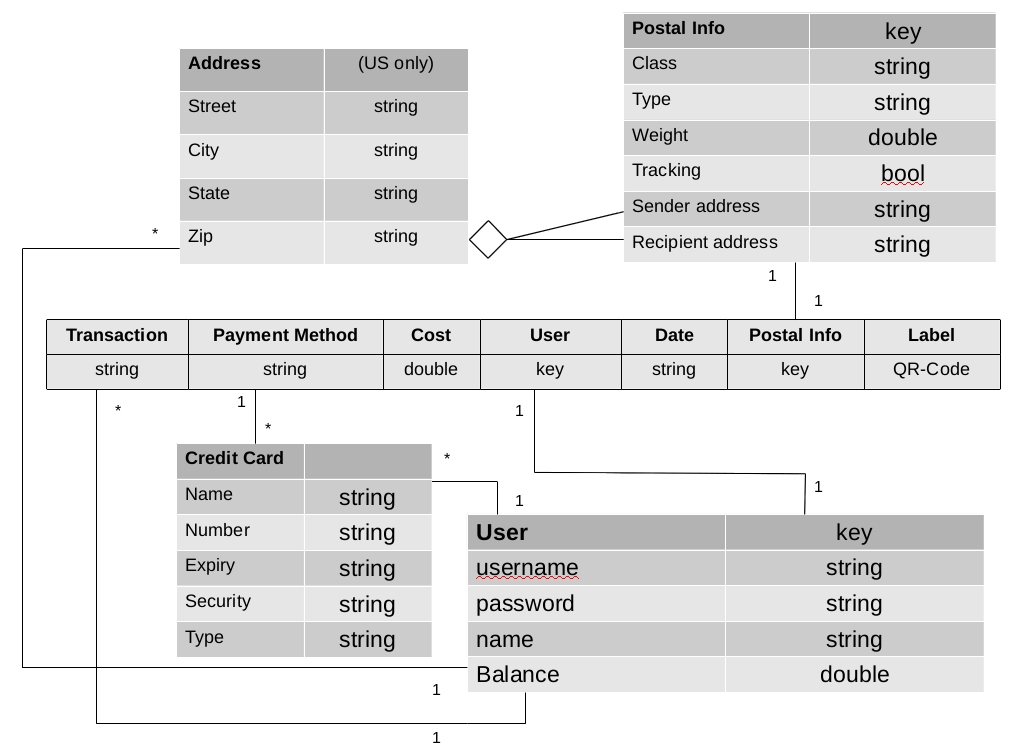 Address (US only)
Street string
City string
State string
Zip string
Postal Info key
Class string
Type string
Weight double
Tracking bool
Sender address string
Recipient address string
*
1
1
Transaction Payment Method Cost User Date Postal Info Label
string string double key string key QR-Code
* 1 1
*
Credit Card
Name string
Number string
Expiry string
Security string
Type string
*
1
1
User key
username string
password string
name string
Balance double
1
1